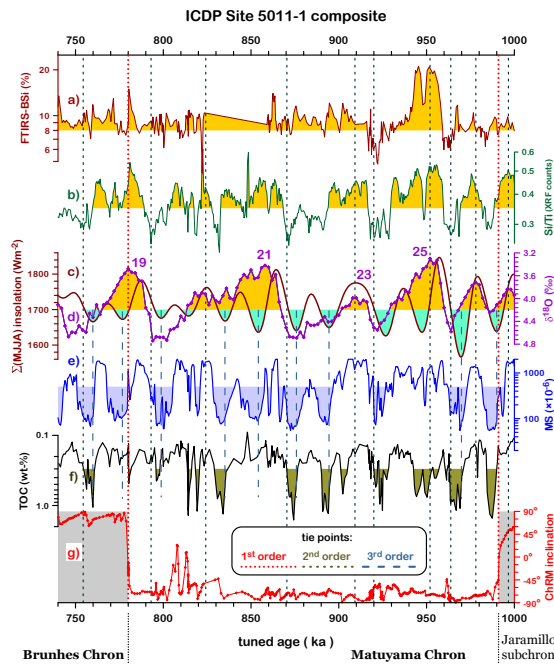 ICDP Site 5011-1 composite
750 800 850 900 950 1000
20
10
8
6
FTIRS-BSi (%)
a)
0.6
0.5
0.4
0.3
Si/Ti (XRF counts)
b)
1800
1700
1600
Σ(MJJA) insolation (Wm-2)
c)
d)
19
21
23
25
3.2
4.0
4.8
δ18O (‰)
e)
1000
100
MS (×10-6)
0.1
1.0
TOC (wt-%)
f)
g)
90°
45°
0°
-45°
-90°
ChRM inclination
tie points:
1st order 2nd order 3rd order
750 800 850 900 950 1000
tuned age ( ka )
Brunhes Chron
Matuyama Chron
Jaramillo
subchron